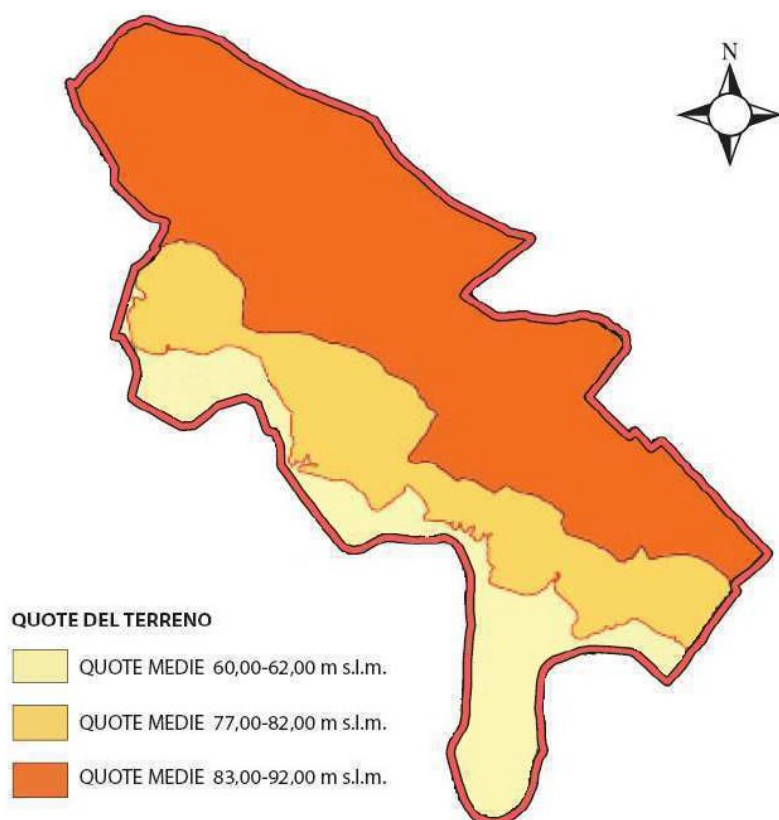 N
QUOTE DEL TERRENO
QUOTE MEDIE 60,00-62,00 m s.l.m.
QUOTE MEDIE 77,00-82,00 m s.l.m.
QUOTE MEDIE 83,00-92,00 m s.l.m.